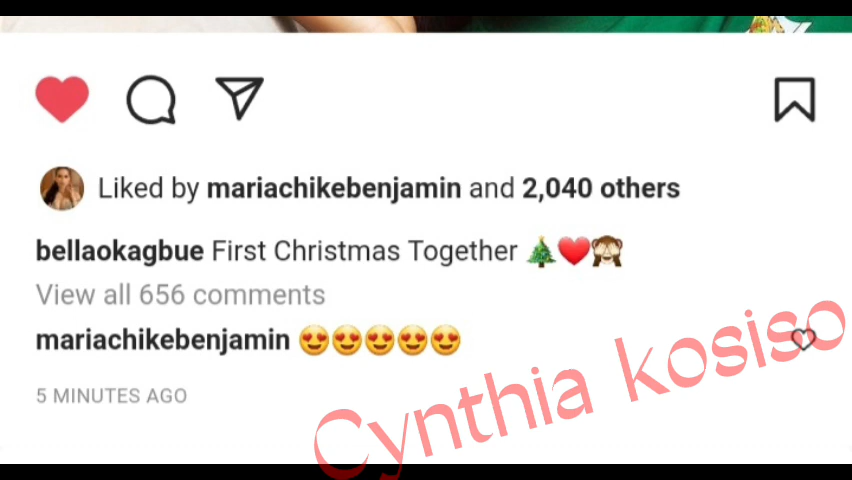 Liked by mariachikebenjamin and 2,040 others
bellaokagbue First Christmas Together 🎄❤️🙈
View all 656 comments
mariachikebenjamin 😍😍😍😍😍
5 MINUTES AGO
Cynthia kosiso